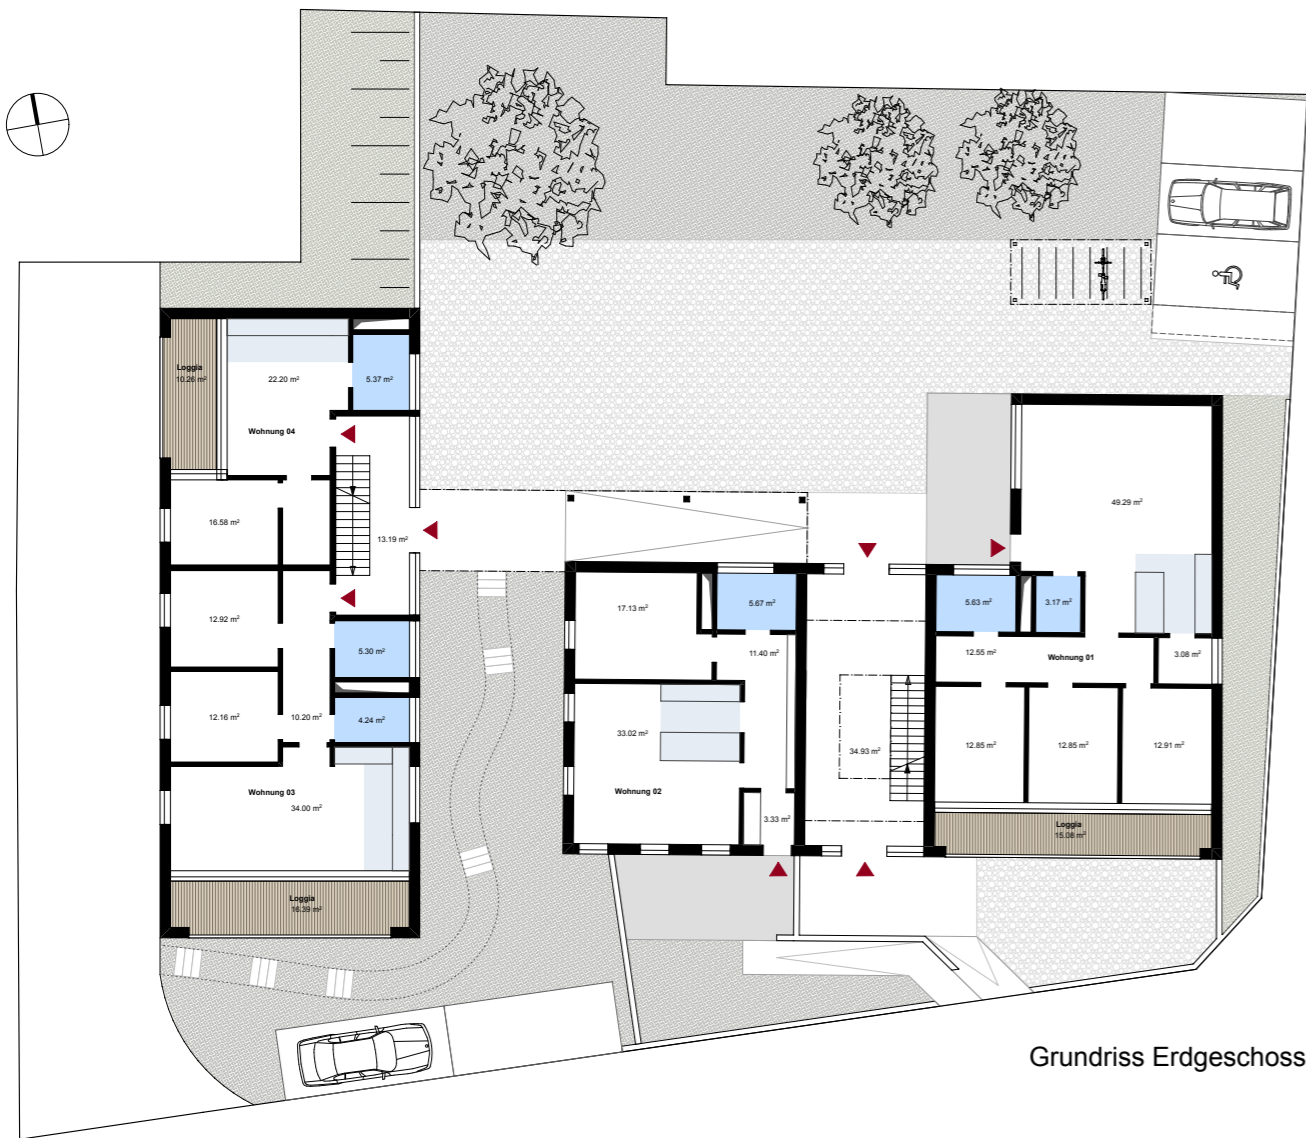 Loggia
10.26 m²
22.20 m²
5.37 m²
Wohnung 04
16.58 m²
13.19 m²
12.92 m²
5.30 m²
12.16 m²
10.20 m²
4.24 m²
Wohnung 03
34.00 m²
Loggia
16.39 m²
17.13 m²
5.67 m²
11.40 m²
33.02 m²
Wohnung 02
3.33 m²
34.93 m²
49.29 m²
5.63 m²
3.17 m²
12.55 m²
Wohnung 01
3.08 m²
12.85 m²
12.85 m²
12.91 m²
Loggia
15.08 m²
Grundriss Erdgeschoss